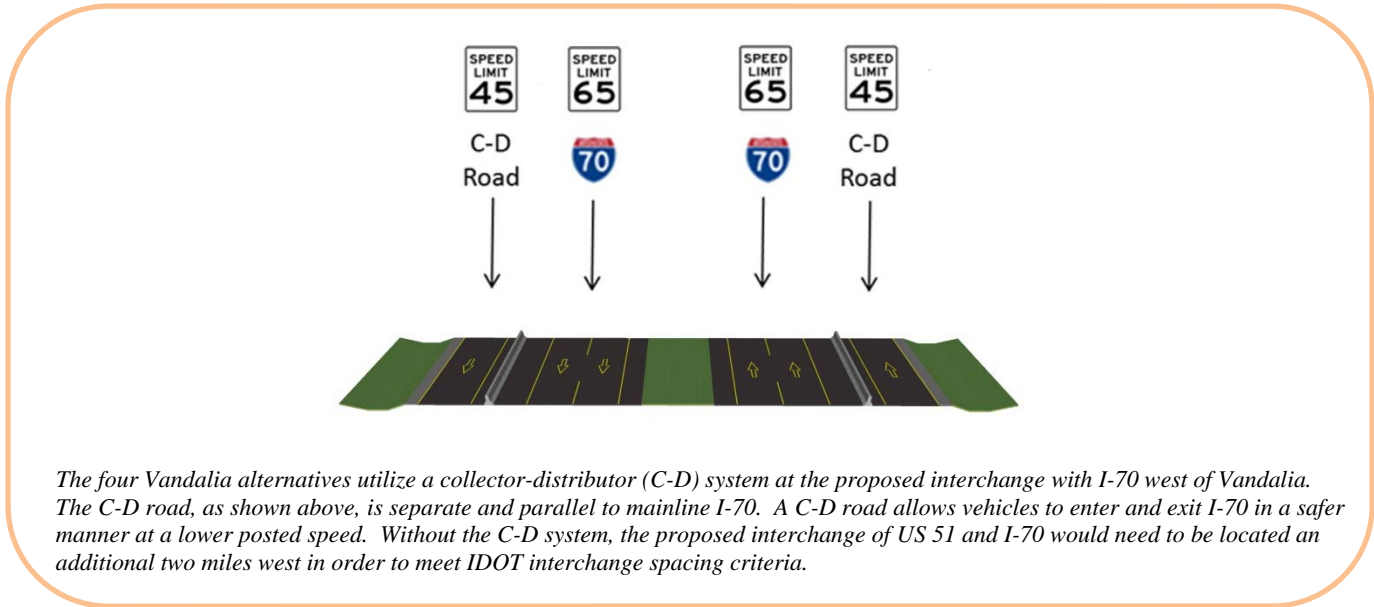 SPEED LIMIT 45
SPEED LIMIT 65
SPEED LIMIT 65
SPEED LIMIT 45
C-D Road
70
70
C-D Road
The four Vandalia alternatives utilize a collector-distributor (C-D) system at the proposed interchange with I-70 west of Vandalia.
The C-D road, as shown above, is separate and parallel to mainline I-70.  A C-D road allows vehicles to enter and exit I-70 in a safer
manner at a lower posted speed.  Without the C-D system, the proposed interchange of US 51 and I-70 would need to be located an
additional two miles west in order to meet IDOT interchange spacing criteria.